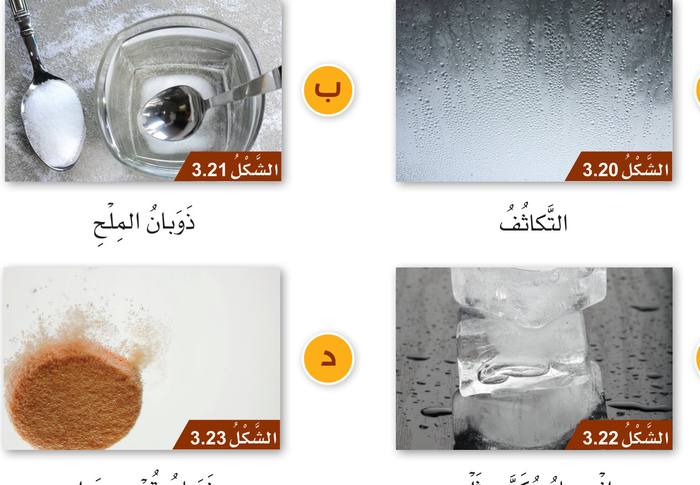 الشَّكْلُ 3.20
التَّكاثُفُ
ب
الشَّكْلُ 3.21
ذَوَبانُ المِلْحِ
الشَّكْلُ 3.22
د
الشَّكْلُ 3.23